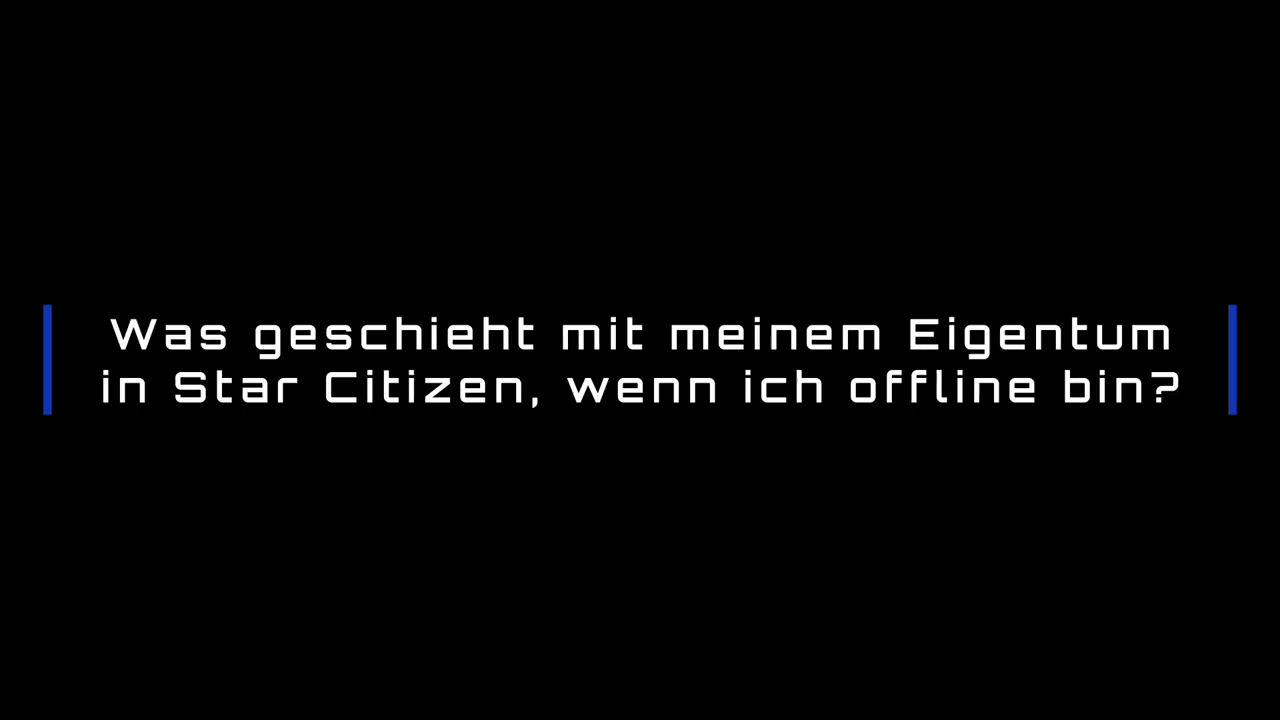 Was geschieht mit meinem Eigentum
in Star Citizen, wenn ich offline bin?